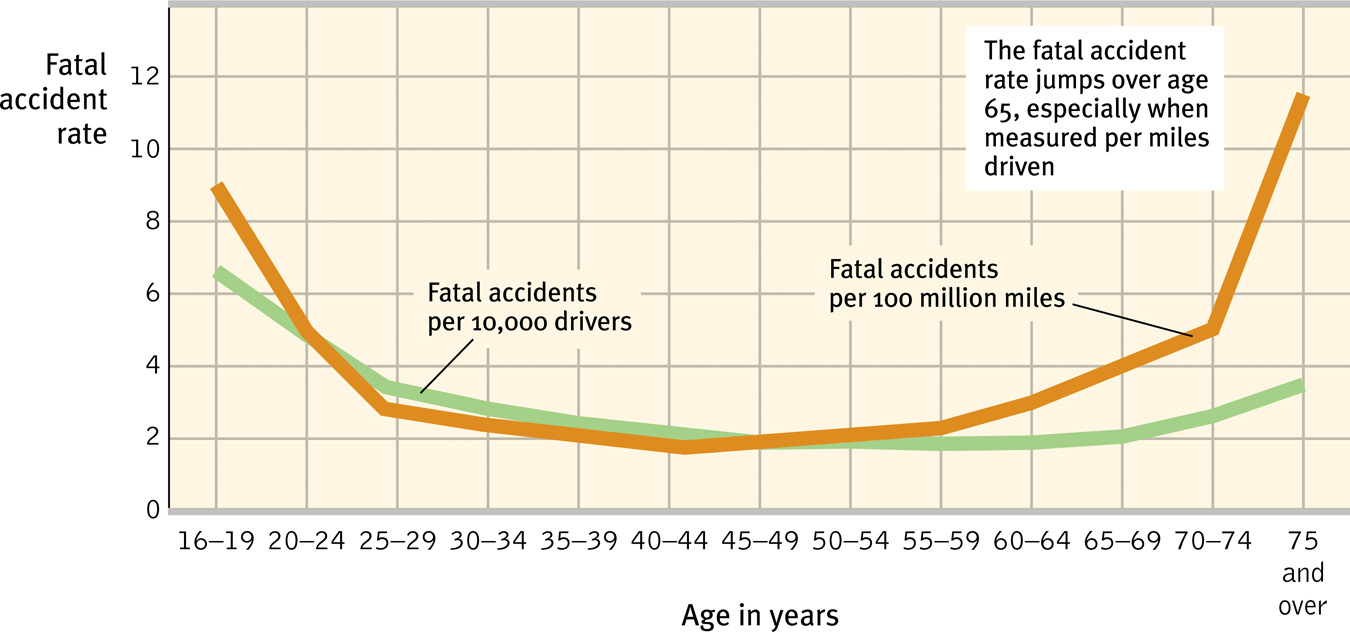 Fatal
accident
rate
12
10
8
6
4
2
0
The fatal accident
rate jumps over age
65, especially when
measured per miles
driven
Fatal accidents
per 10,000 drivers
Fatal accidents
per 100 million miles
16–19 20–24 25–29 30–34 35–39 40–44 45–49 50–54 55–59 60–64 65–69 70–74 75
and
over
Age in years